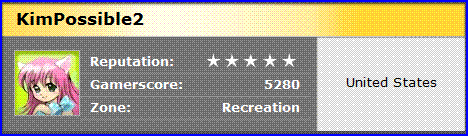 KimPossible2
Reputation: ★★★★★
Gamerscore: 5280
Zone: Recreation
United States